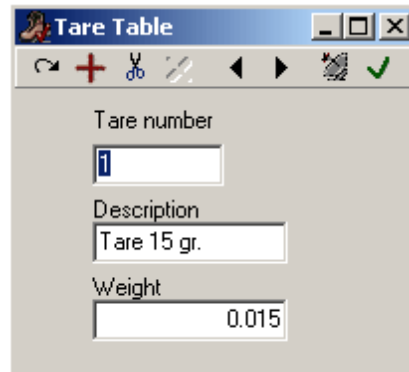 Tare Table
Tare number
1
Description
Tare 15 gr.
Weight
0.015